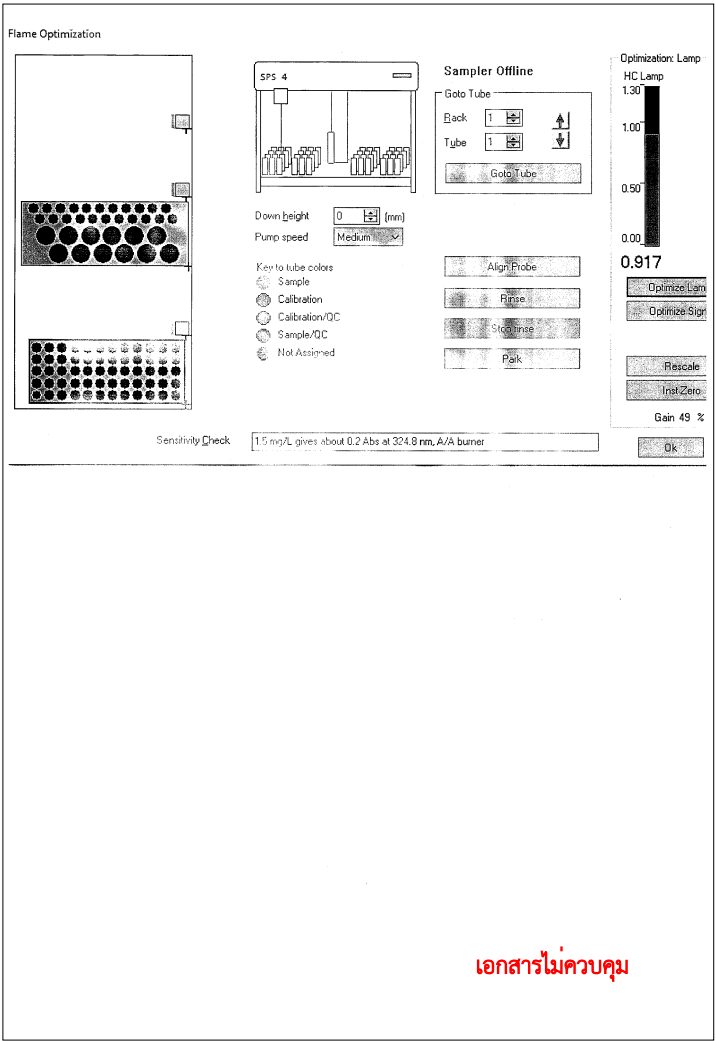 Flame Optimization
SPS 4
Down height 0 (mm)
Pump speed Medium
Key to tube colors
Sample
Calibration
Calibration/QC
Sample/QC
Not Assigned
Sampler Offline
Goto Tube
Rack 1
Tube 1
Goto Tube
Align Probe
Rinse
Stop rinse
Park
Optimization: Lamp
HC Lamp
1.30
1.00
0.50
0.00
0.917
Optimize Lam
Optimize Sign
Rescale
Inst Zero
Gain 49 %
Ok
Sensitivity Check 1.5 mg/L gives about 0.2 Abs at 324.8 nm, A/A burner
เอกสารไม่ควบคุม